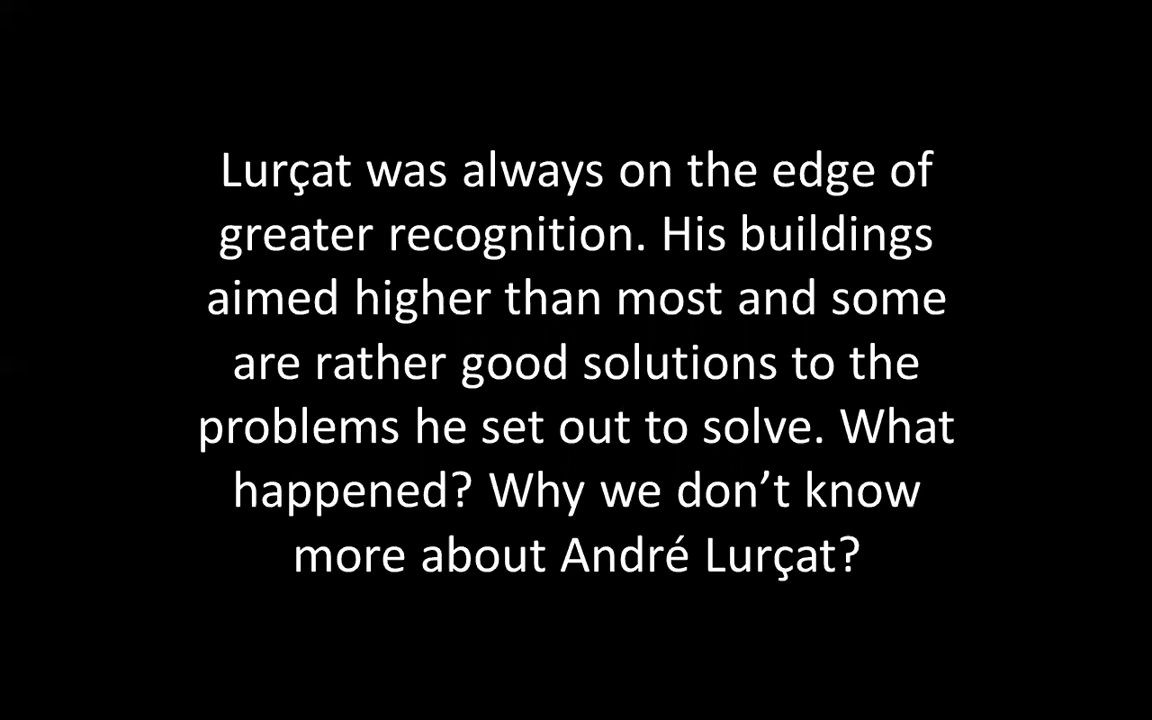 Lurçat was always on the edge of
greater recognition. His buildings
aimed higher than most and some
are rather good solutions to the
problems he set out to solve. What
happened? Why we don’t know
more about André Lurçat?